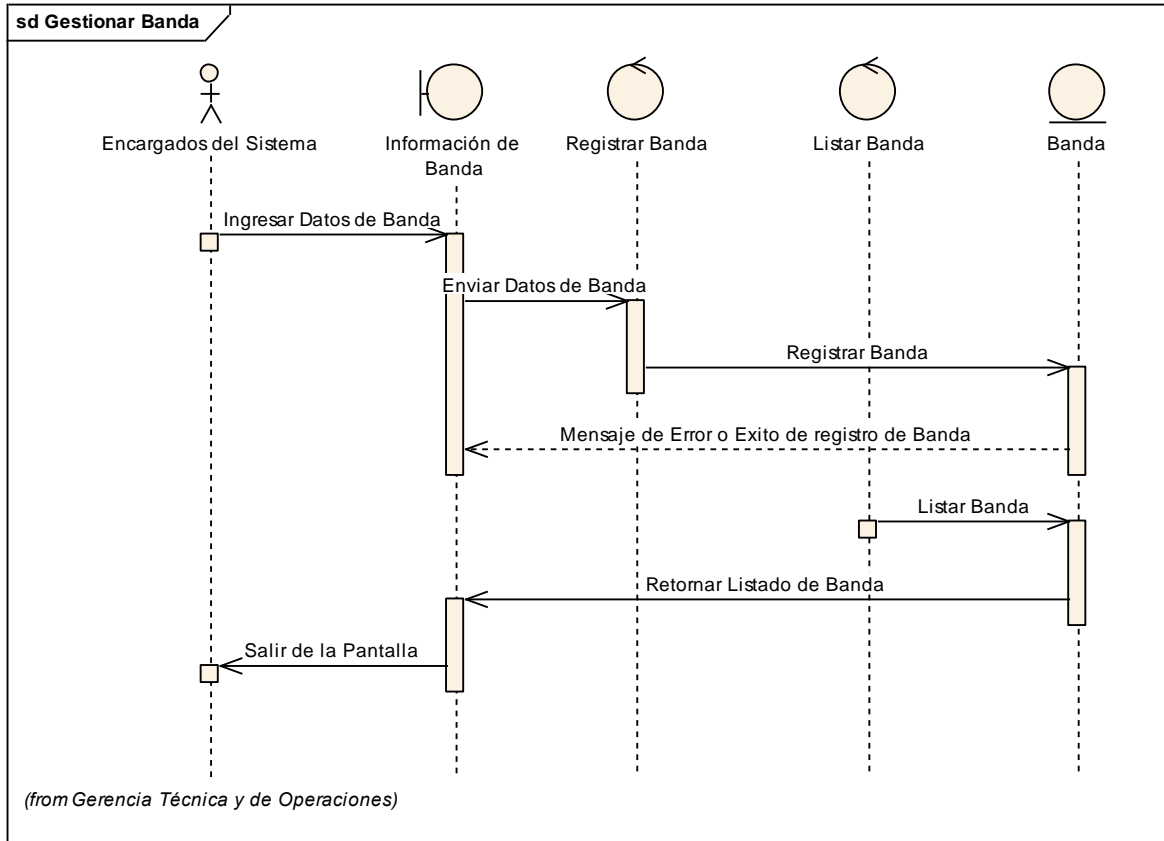 sd Gestionar Banda
Encargados del Sistema
Información de
Banda
Registrar Banda
Listar Banda
Banda
Ingresar Datos de Banda
Enviar Datos de Banda
Registrar Banda
Mensaje de Error o Exito de registro de Banda
Listar Banda
Retornar Listado de Banda
Salir de la Pantalla
(from Gerencia Técnica y de Operaciones)